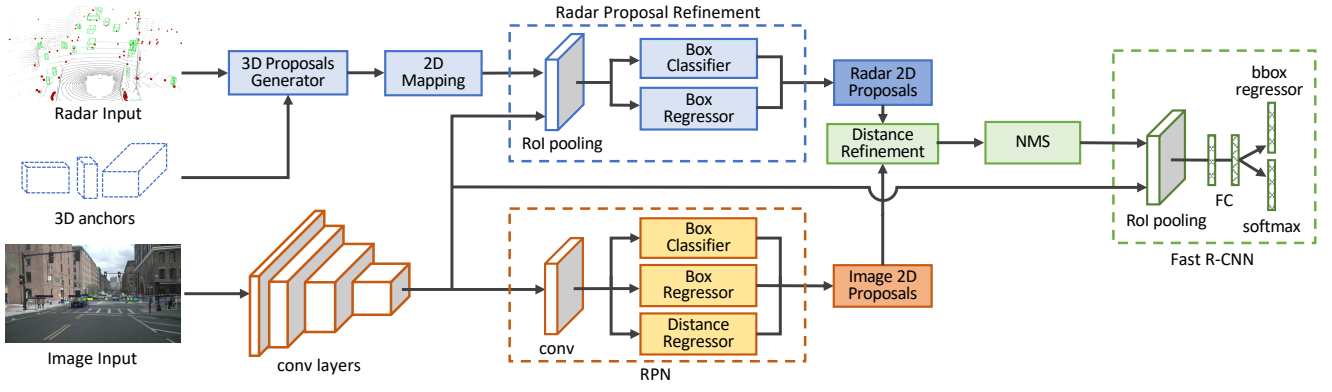 Radar Proposal Refinement
3D Proposals
Generator
2D
Mapping
Box
Classifier
Box
Regressor
RoI pooling
Radar Input
Radar 2D
Proposals
Distance
Refinement
NMS
bbox
regressor
FC
RoI pooling
softmax
Fast R-CNN
3D anchors
Image Input
conv layers
conv
Box
Classifier
Box
Regressor
Distance
Regressor
RPN
Image 2D
Proposals